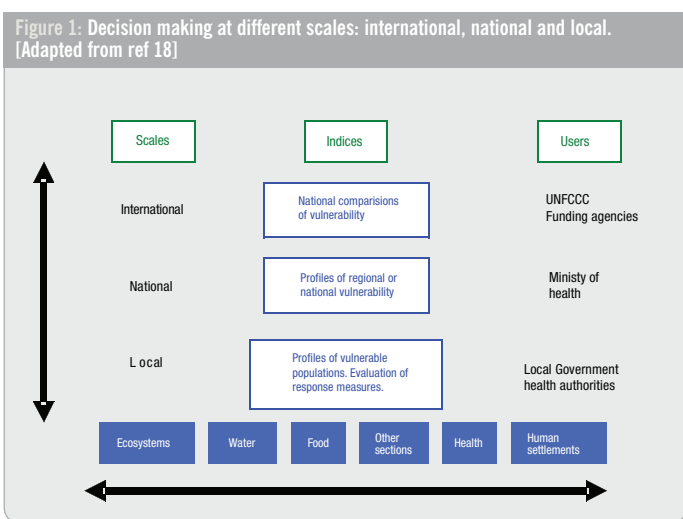 Figure 1: Decision making at different scales: international, national and local.
[Adapted from ref 18]
Scales
Indices
Users
International
National comparisions
of vulnerability
UNFCCC
Funding agencies
National
Profiles of regional or
national vulnerability
Ministy of
health
L ocal
Profiles of vulnerable
populations. Evaluation of
response measures.
Local Government
health authorities
Ecosystems
Water
Food
Other
sections
Health
Human
settlements